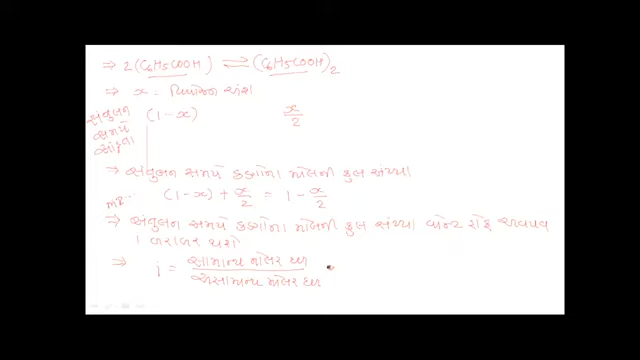 ⇒ 2(C6H5COOH) ⇌ (C6H5COOH)2
⇒ x = વિયોજન અંશ
સંતુલન સમયે સાંદ્રતા (1-x) x/2
⇒ સંતુલન સમયે કણોના મોલની કુલ સંખ્યા
(1-x) + x/2 = 1 - x/2
⇒ સંતુલન સમયે કણોના મોલની કુલ સંખ્યા વોન્ટ હોફ અવયવ
i બરાબર થશે
⇒ i = સામાન્ય મોલર દળ / અસામાન્ય મોલર દળ